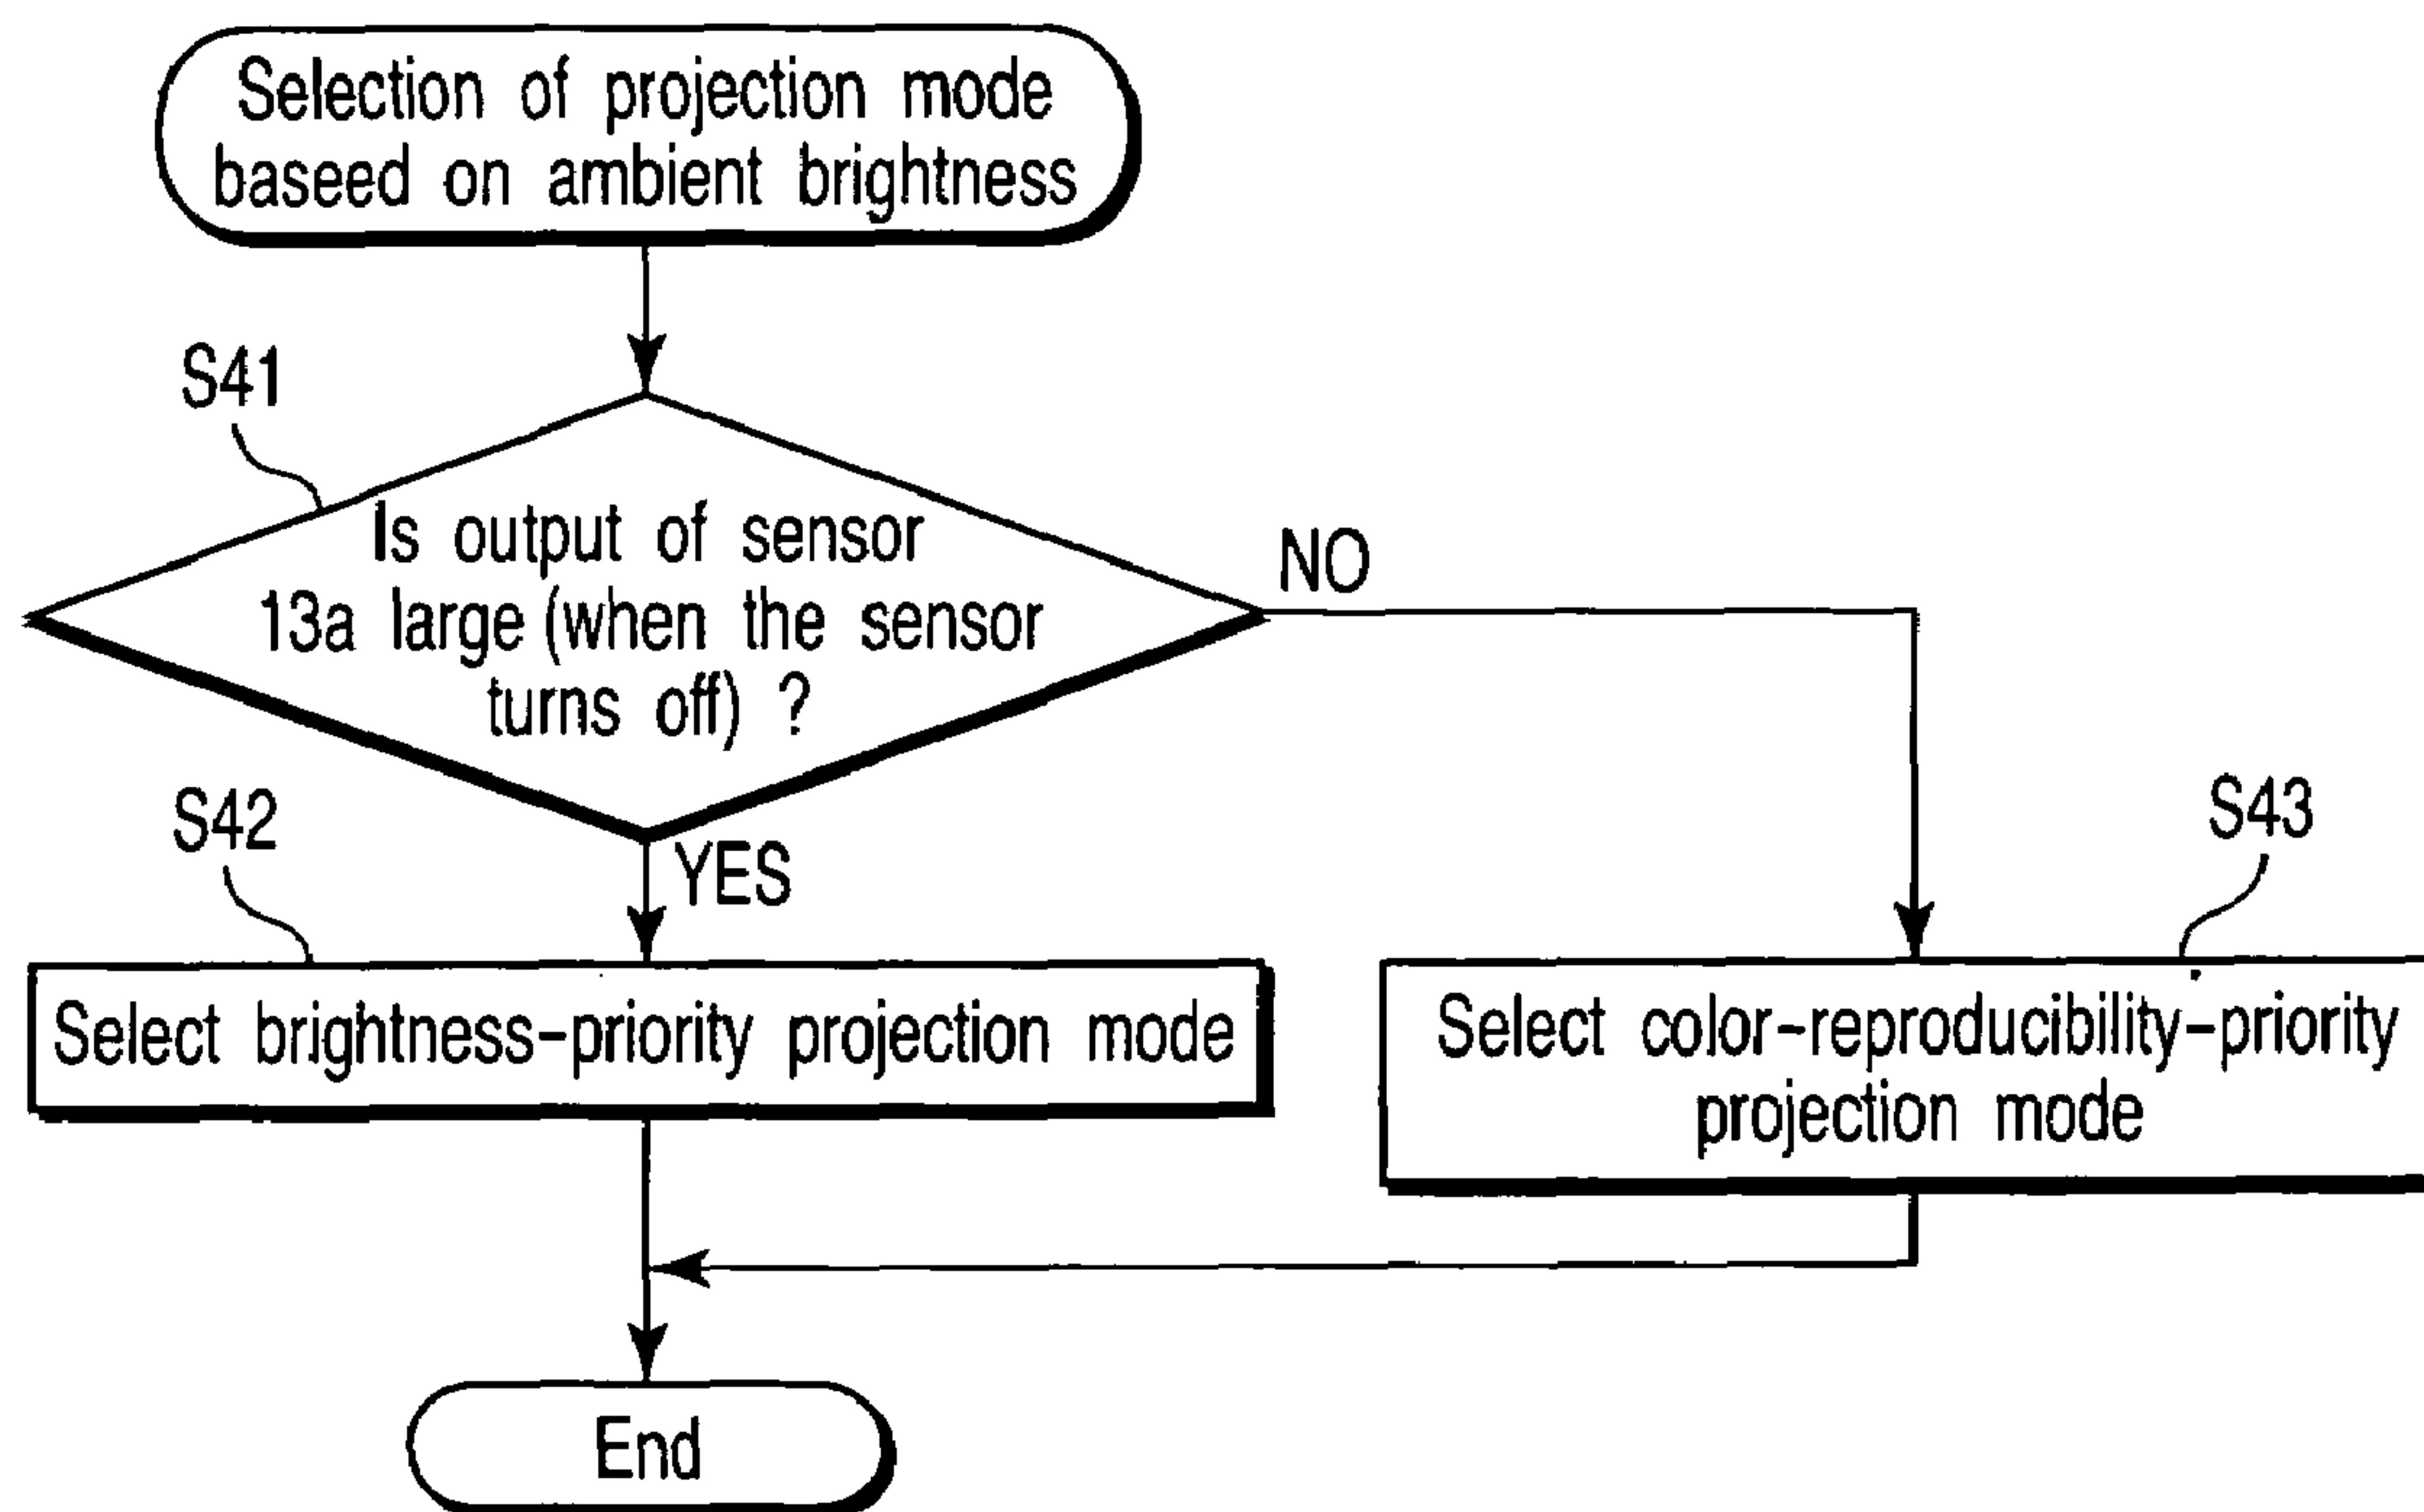 Selection of projection mode
baseed on ambient brightness
S41
Is output of sensor
13a large (when the sensor
turns off) ?
NO
YES
S42
Select brightness-priority projection mode
S43
Select color-reproducibility-priority
projection mode
End